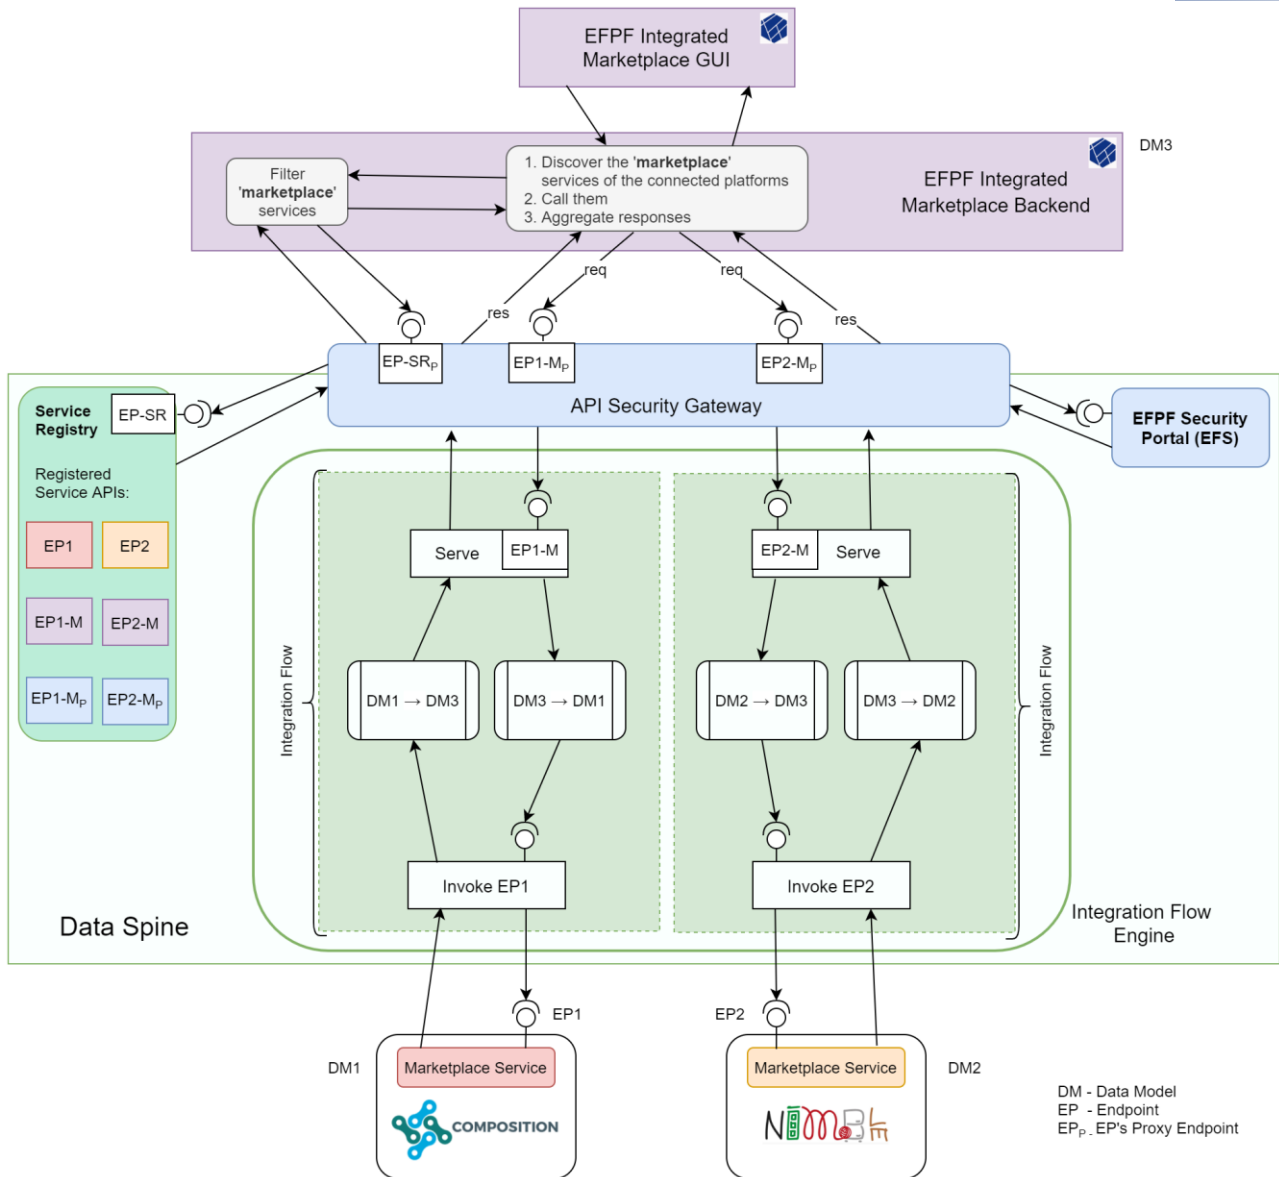 EFPF Integrated
Marketplace GUI
DM3
Filter
'marketplace'
services
1. Discover the 'marketplace'
services of the connected platforms
2. Call them
3. Aggregate responses
EFPF Integrated
Marketplace Backend
req
req
res
res
EP-SRP
EP1-MP
EP2-MP
API Security Gateway
Service
Registry
EP-SR
EFPF Security
Portal (EFS)
Registered
Service APIs:
EP1
EP2
EP1-M
EP2-M
EP1-MP
EP2-MP
Serve
EP1-M
EP2-M
Serve
Integration Flow
DM1 → DM3
DM3 → DM1
DM2 → DM3
DM3 → DM2
Integration Flow
Invoke EP1
Invoke EP2
Data Spine
Integration Flow
Engine
EP1
EP2
DM1
Marketplace Service
Marketplace Service
DM2
COMPOSITION
NIMBLE
DM - Data Model
EP - Endpoint
EPP - EP's Proxy Endpoint